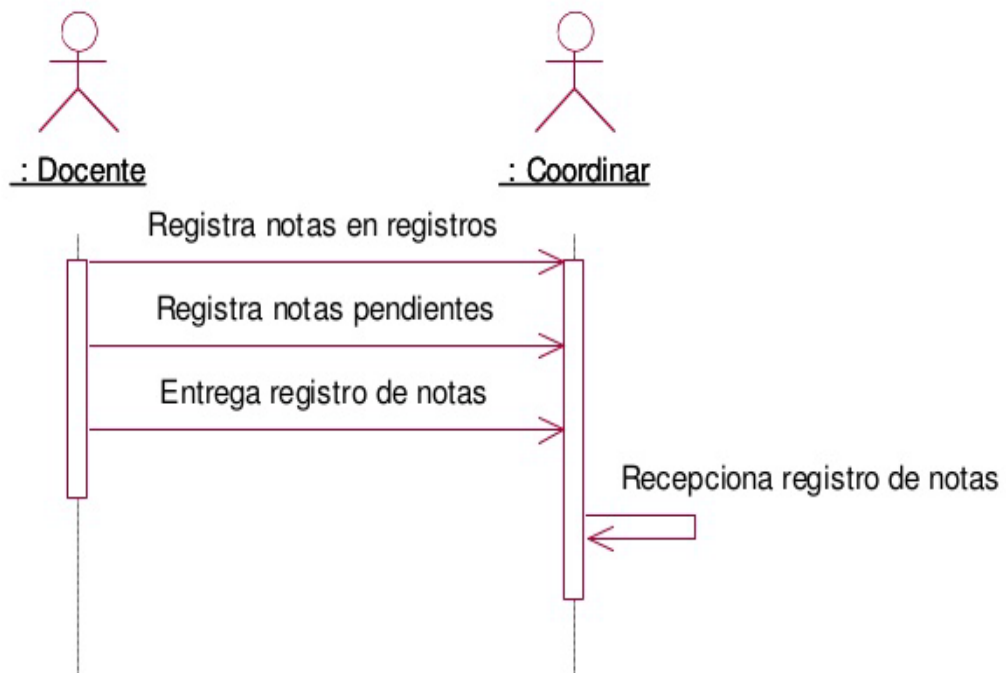 : Docente
: Coordinar
Registra notas en registros
Registra notas pendientes
Entrega registro de notas
Recepciona registro de notas